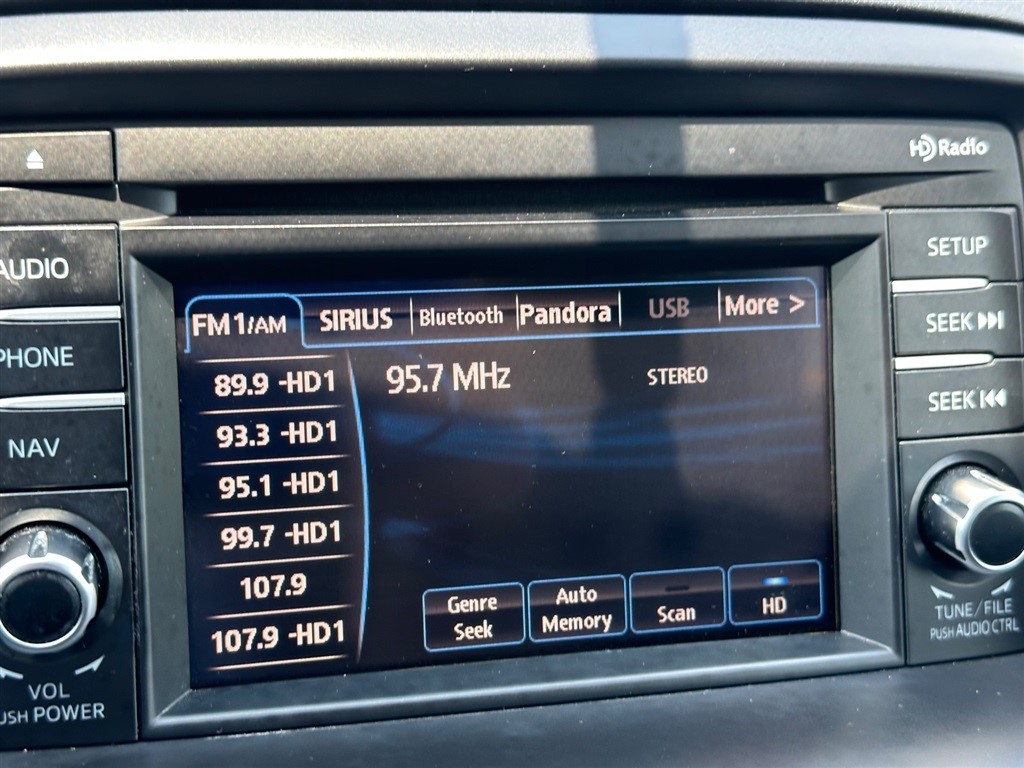 HD Radio
AUDIO
PHONE
NAV
VOL
PUSH POWER
FM1/AM
SIRIUS
Bluetooth
Pandora
USB
More >
89.9 -HD1
93.3 -HD1
95.1 -HD1
99.7 -HD1
107.9
107.9 -HD1
95.7 MHz
STEREO
Genre
Seek
Auto
Memory
Scan
HD
SETUP
SEEK
SEEK
TUNE/FILE
PUSH AUDIO CTRL